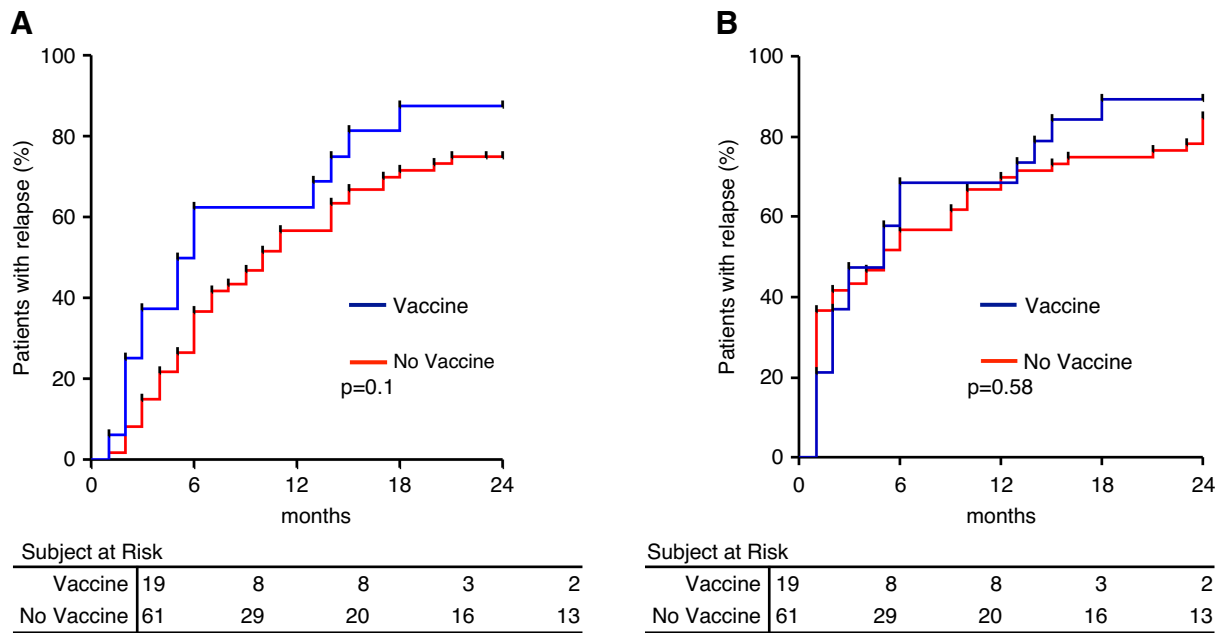 A
100
80
60
40
20
0
Patients with relapse (%)
Vaccine
No Vaccine
p=0.1
0 6 12 18 24
months
Subject at Risk
Vaccine 19 8 8 3 2
No Vaccine 61 29 20 16 13
B
100
80
60
40
20
0
Patients with relapse (%)
Vaccine
No Vaccine
p=0.58
0 6 12 18 24
months
Subject at Risk
Vaccine 19 8 8 3 2
No Vaccine 61 29 20 16 13